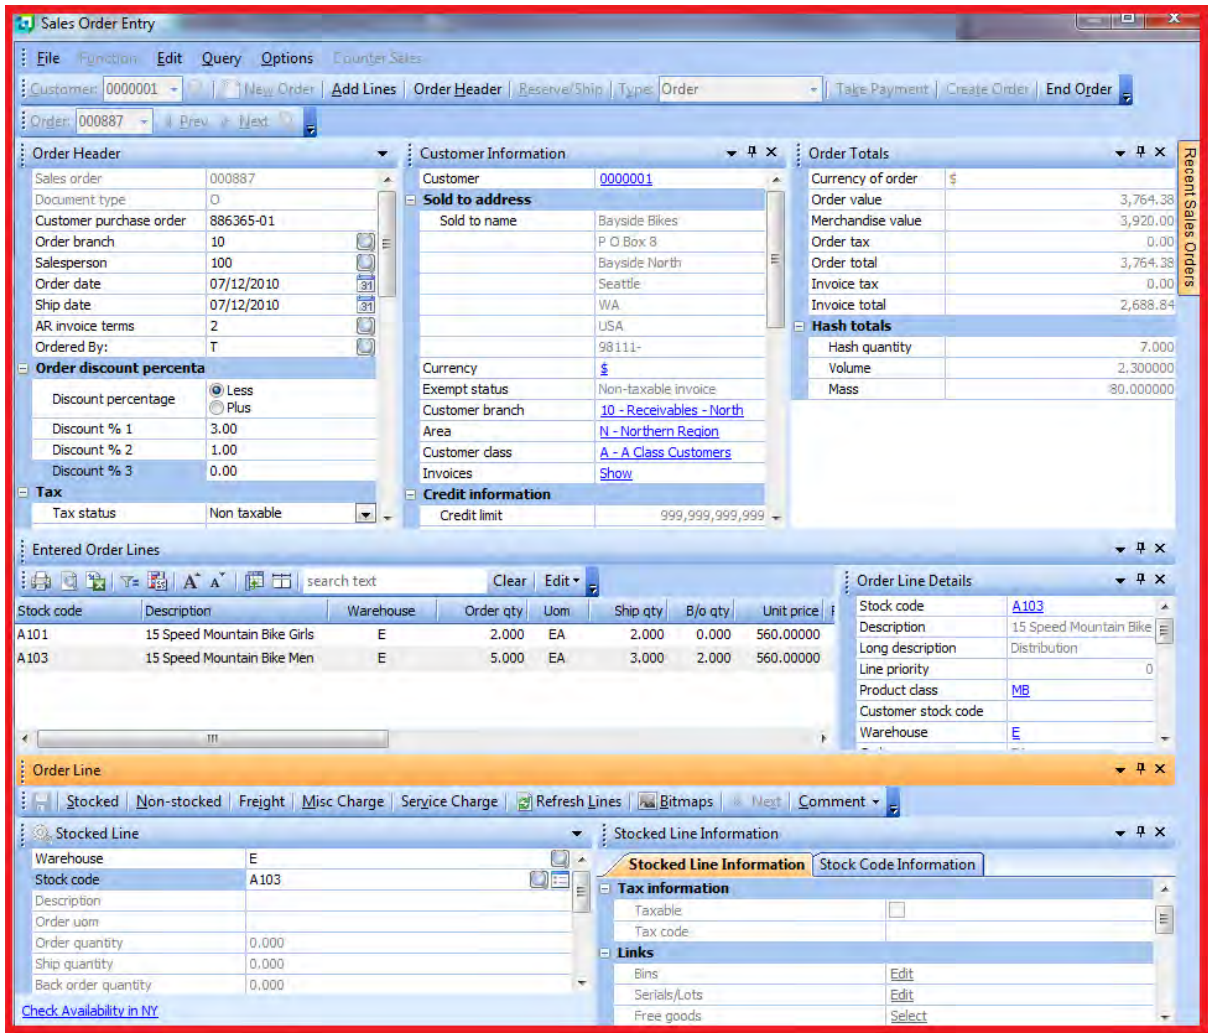 Sales Order Entry
File Function Edit Query Options Counter Sales
Customer: 0000001 New Order Add Lines Order Header Reserve/Ship Type: Order Take Payment Create Order End Order
Order: 000887 Prev Next
Order Header
Sales order 000887
Document type O
Customer purchase order 886365-01
Order branch 10
Salesperson 100
Order date 07/12/2010 31
Ship date 07/12/2010 31
AR invoice terms 2
Ordered By: T
Order discount percenta
Discount percentage Less
Plus
Discount % 1 3.00
Discount % 2 1.00
Discount % 3 0.00
Tax
Tax status Non taxable
Customer Information
Customer 0000001
Sold to address
Sold to name Bayside Bikes
P O Box 8
Bayside North
Seattle
WA
USA
98111-
Currency $
Exempt status Non-taxable invoice
Customer branch 10 - Receivables - North
Area N - Northern Region
Customer class A - A Class Customers
Invoices Show
Credit information
Credit limit 999,999,999,999
Order Totals
Currency of order $
Order value 3,764.38
Merchandise value 3,920.00
Order tax 0.00
Order total 3,764.38
Invoice tax 0.00
Invoice total 2,688.84
Hash totals
Hash quantity 7.000
Volume 2.300000
Mass 80.000000
Recent Sales Orders
Entered Order Lines
search text Clear Edit
Stock code Description Warehouse Order qty Uom Ship qty B/o qty Unit price
A101 15 Speed Mountain Bike Girls E 2.000 EA 2.000 0.000 560.00000
A103 15 Speed Mountain Bike Men E 5.000 EA 3.000 2.000 560.00000
Order Line Details
Stock code A103
Description 15 Speed Mountain Bike
Long description Distribution
Line priority 0
Product class MB
Customer stock code
Warehouse E
Order Line
Stocked Non-stocked Freight Misc Charge Service Charge Refresh Lines Bitmaps Next Comment
Stocked Line
Warehouse E
Stock code A103
Description
Order uom
Order quantity 0.000
Ship quantity 0.000
Back order quantity 0.000
Check Availability in NY
Stocked Line Information
Stocked Line Information Stock Code Information
Tax information
Taxable
Tax code
Links
Bins Edit
Serials/Lots Edit
Free goods Select